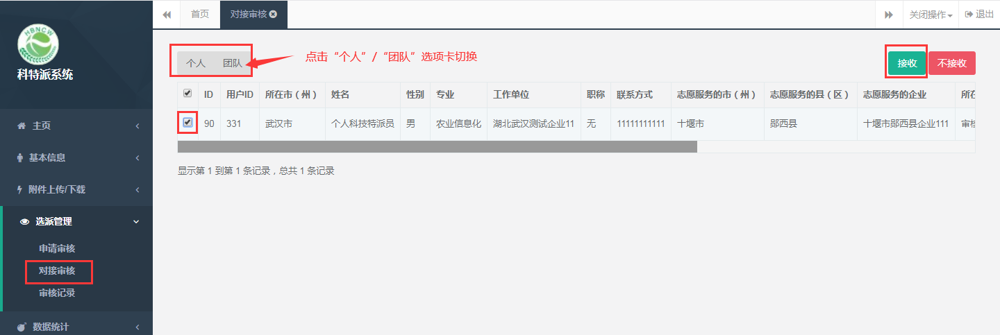 HBNCW
科特派系统
主页
基本信息
附件上传/下载
选派管理
申请审核
对接审核
审核记录
数据统计
首页 对接审核 关闭操作 退出
个人 团队 点击“个人”/“团队”选项卡切换 接收 不接收
ID 用户ID 所在市（州） 姓名 性别 专业 工作单位 职称 联系方式 志愿服务的市（州） 志愿服务的县（区） 志愿服务的企业 所在
90 331 武汉市 个人科技特派员 男 农业信息化 湖北武汉测试企业11 无 11111111111 十堰市 郧西县 十堰市郧西县企业111 审核
显示第 1 到第 1 条记录，总共 1 条记录